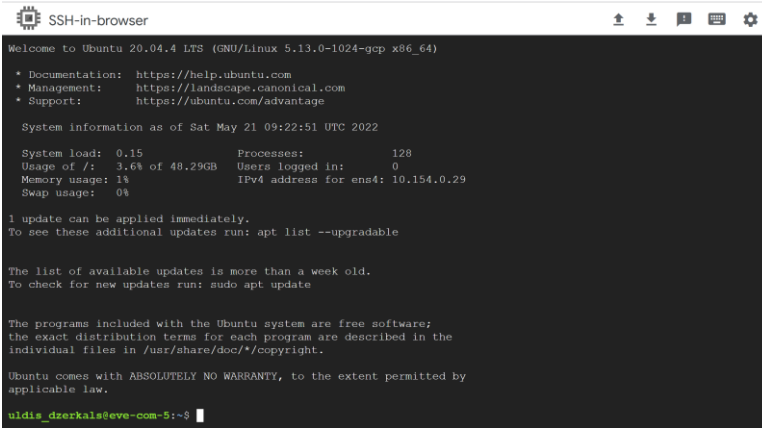 SSH-in-browser
Welcome to Ubuntu 20.04.4 LTS (GNU/Linux 5.13.0-1024-gcp x86_64)
* Documentation:  https://help.ubuntu.com
* Management:     https://landscape.canonical.com
* Support:        https://ubuntu.com/advantage
System information as of Sat May 21 09:22:51 UTC 2022
System load:  0.15               Processes:             128
Usage of /:   3.6% of 48.29GB   Users logged in:       0
Memory usage: 1%                 IPv4 address for ens4: 10.154.0.29
Swap usage:   0%
1 update can be applied immediately.
To see these additional updates run: apt list --upgradable
The list of available updates is more than a week old.
To check for new updates run: sudo apt update
The programs included with the Ubuntu system are free software;
the exact distribution terms for each program are described in the
individual files in /usr/share/doc/*/copyright.
Ubuntu comes with ABSOLUTELY NO WARRANTY, to the extent permitted by
applicable law.
uldis_dzerkals@eve-com-5:~$